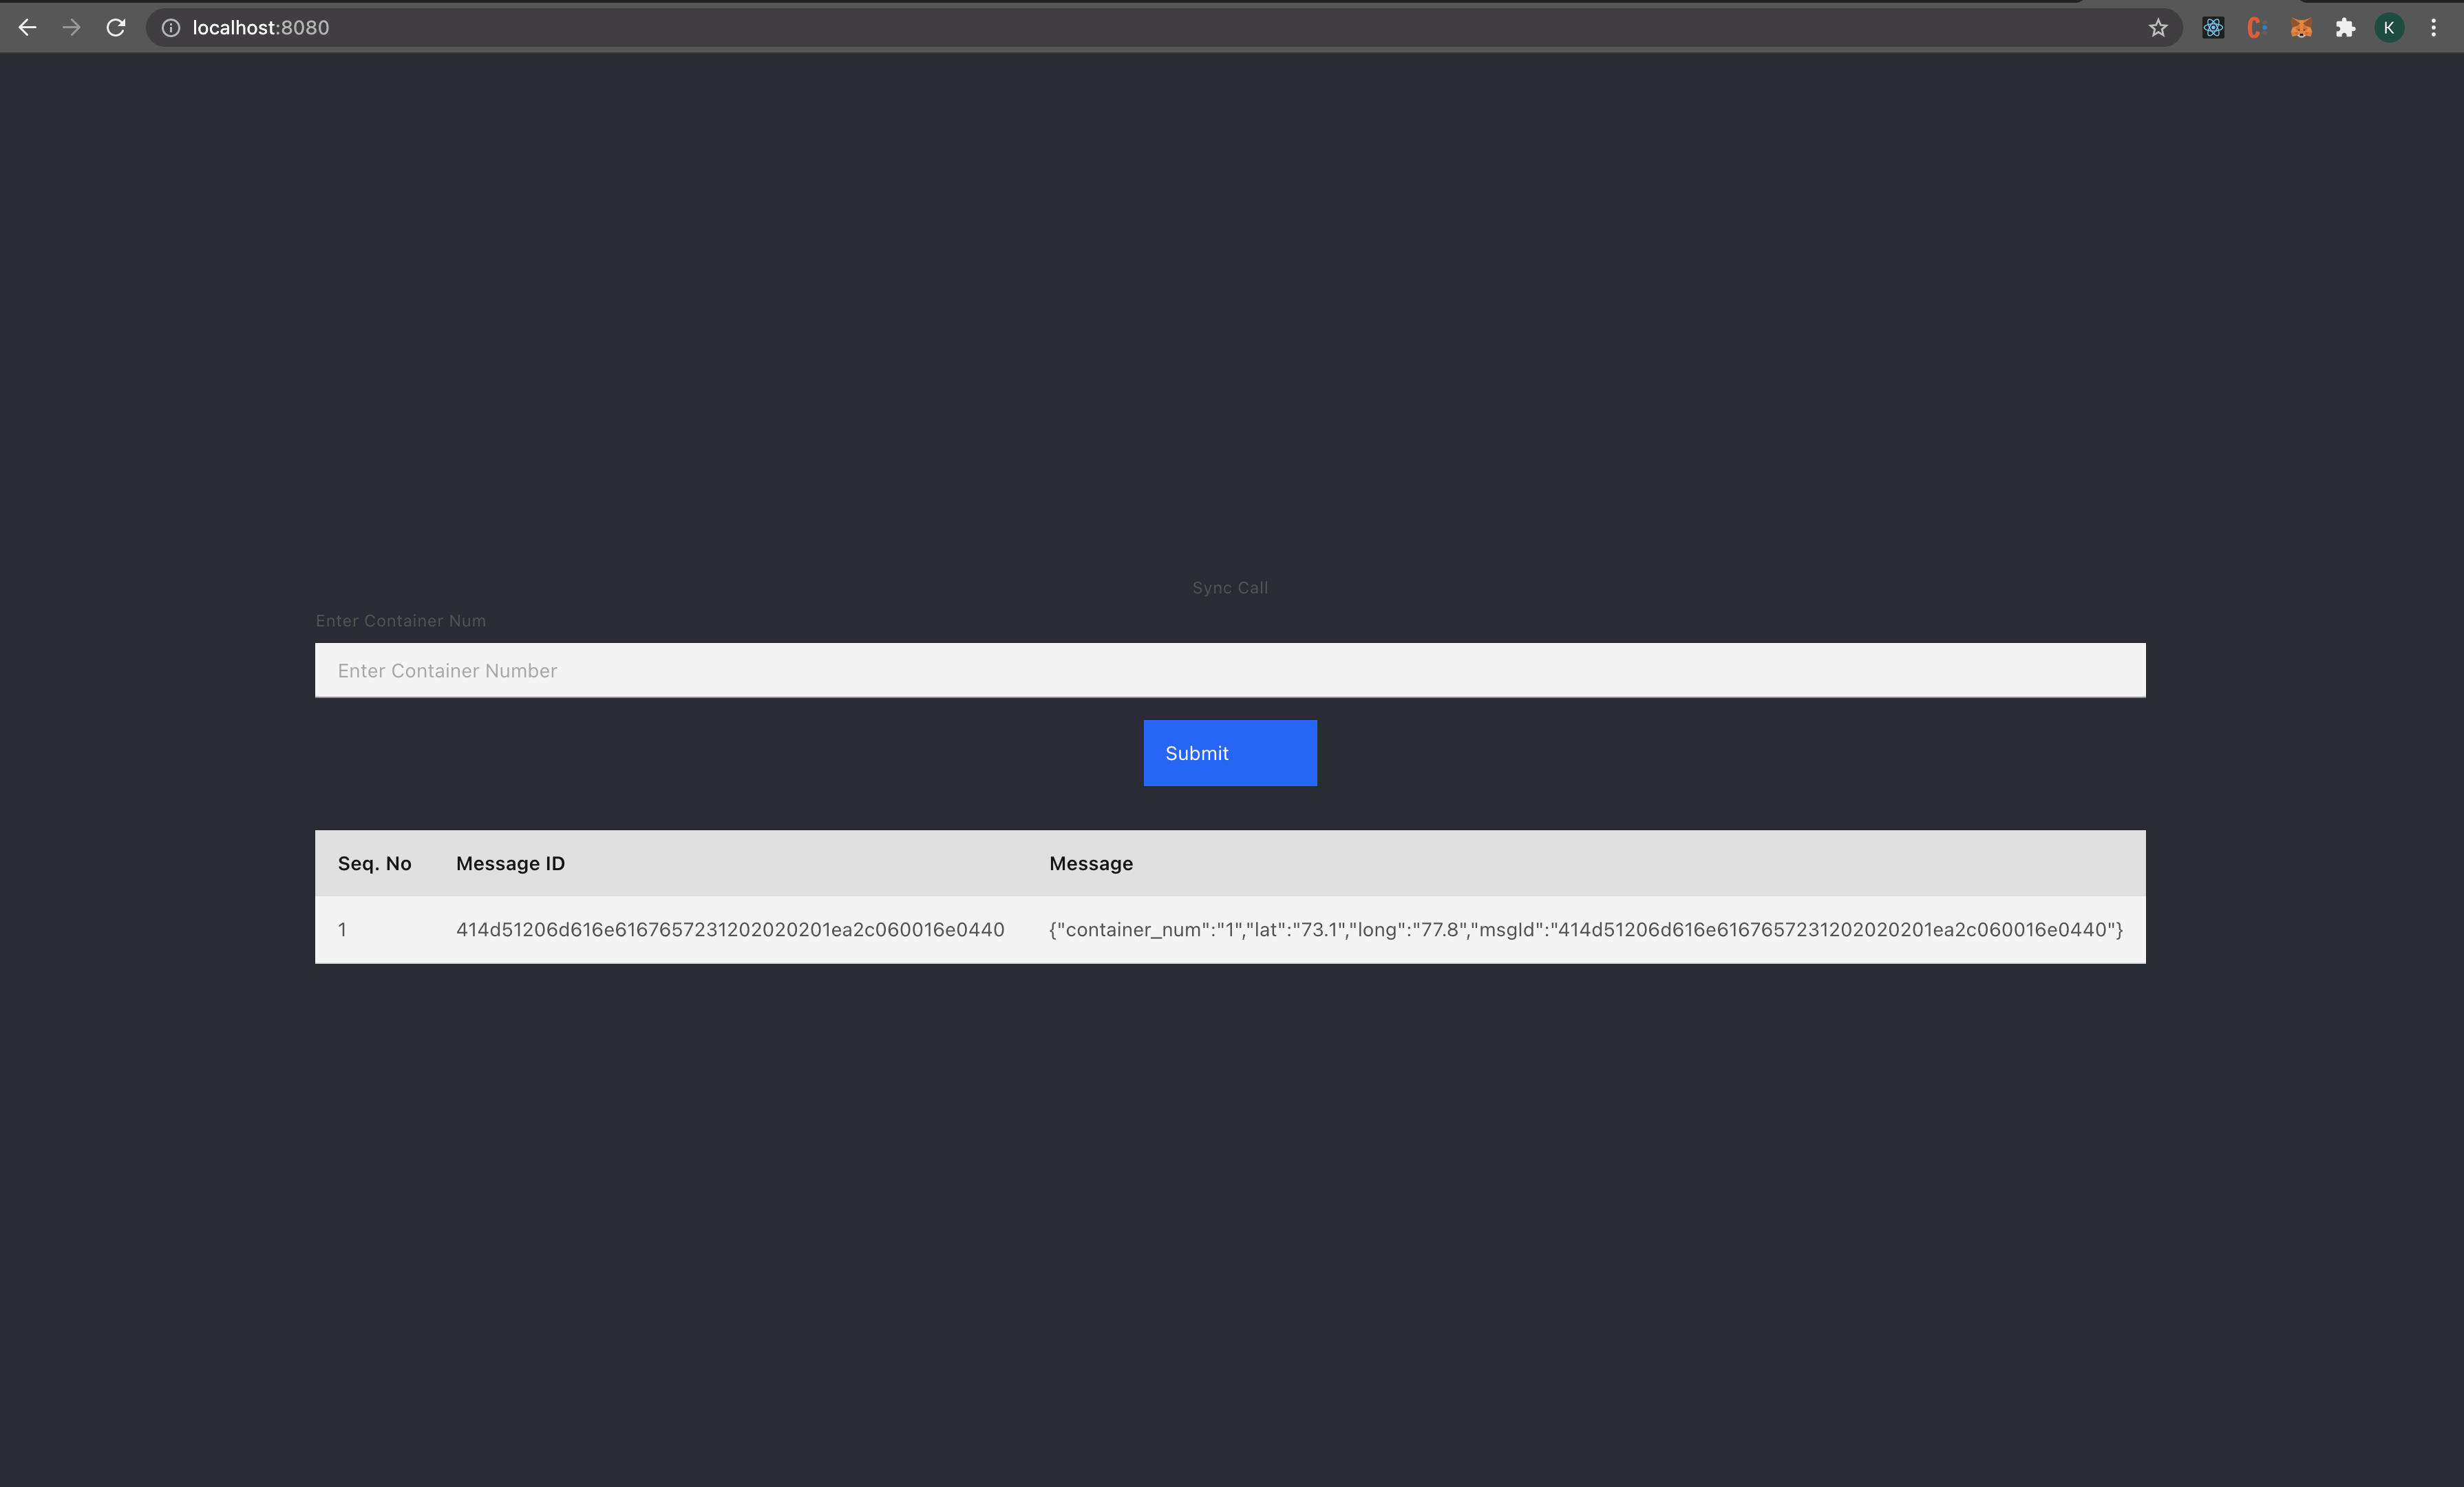 localhost:8080
K
Sync Call
Enter Container Num
Enter Container Number
Submit
Seq. No Message ID Message
1 414d51206d616e6167657231202020201ea2c060016e0440 {"container_num":"1","lat":"73.1","long":"77.8","msgId":"414d51206d616e6167657231202020201ea2c060016e0440"}